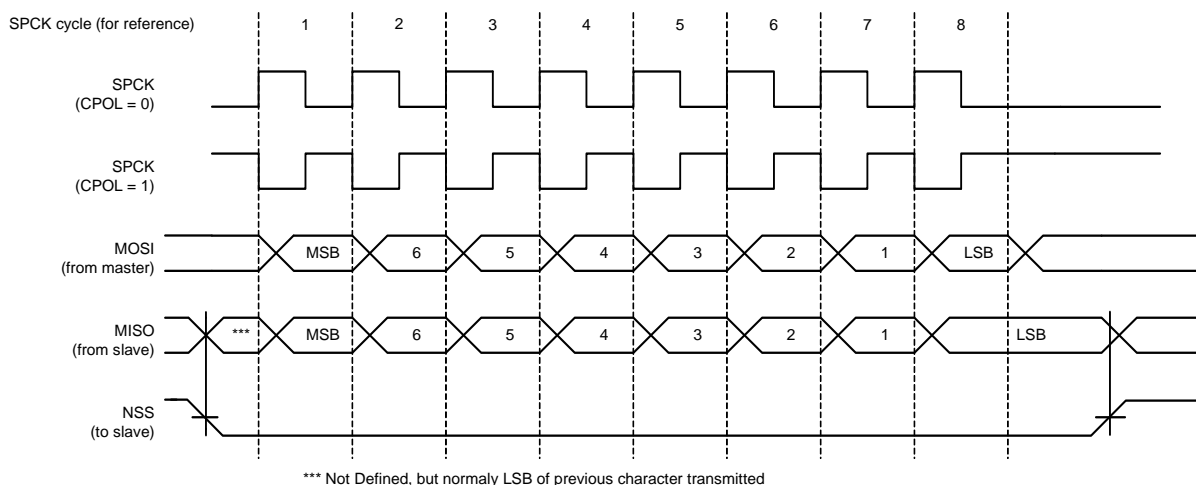 SPCK cycle (for reference) 1 2 3 4 5 6 7 8
SPCK
(CPOL = 0)
SPCK
(CPOL = 1)
MOSI
(from master)
MSB 6 5 4 3 2 1 LSB
MISO
(from slave)
*** MSB 6 5 4 3 2 1 LSB
NSS
(to slave)
*** Not Defined, but normaly LSB of previous character transmitted